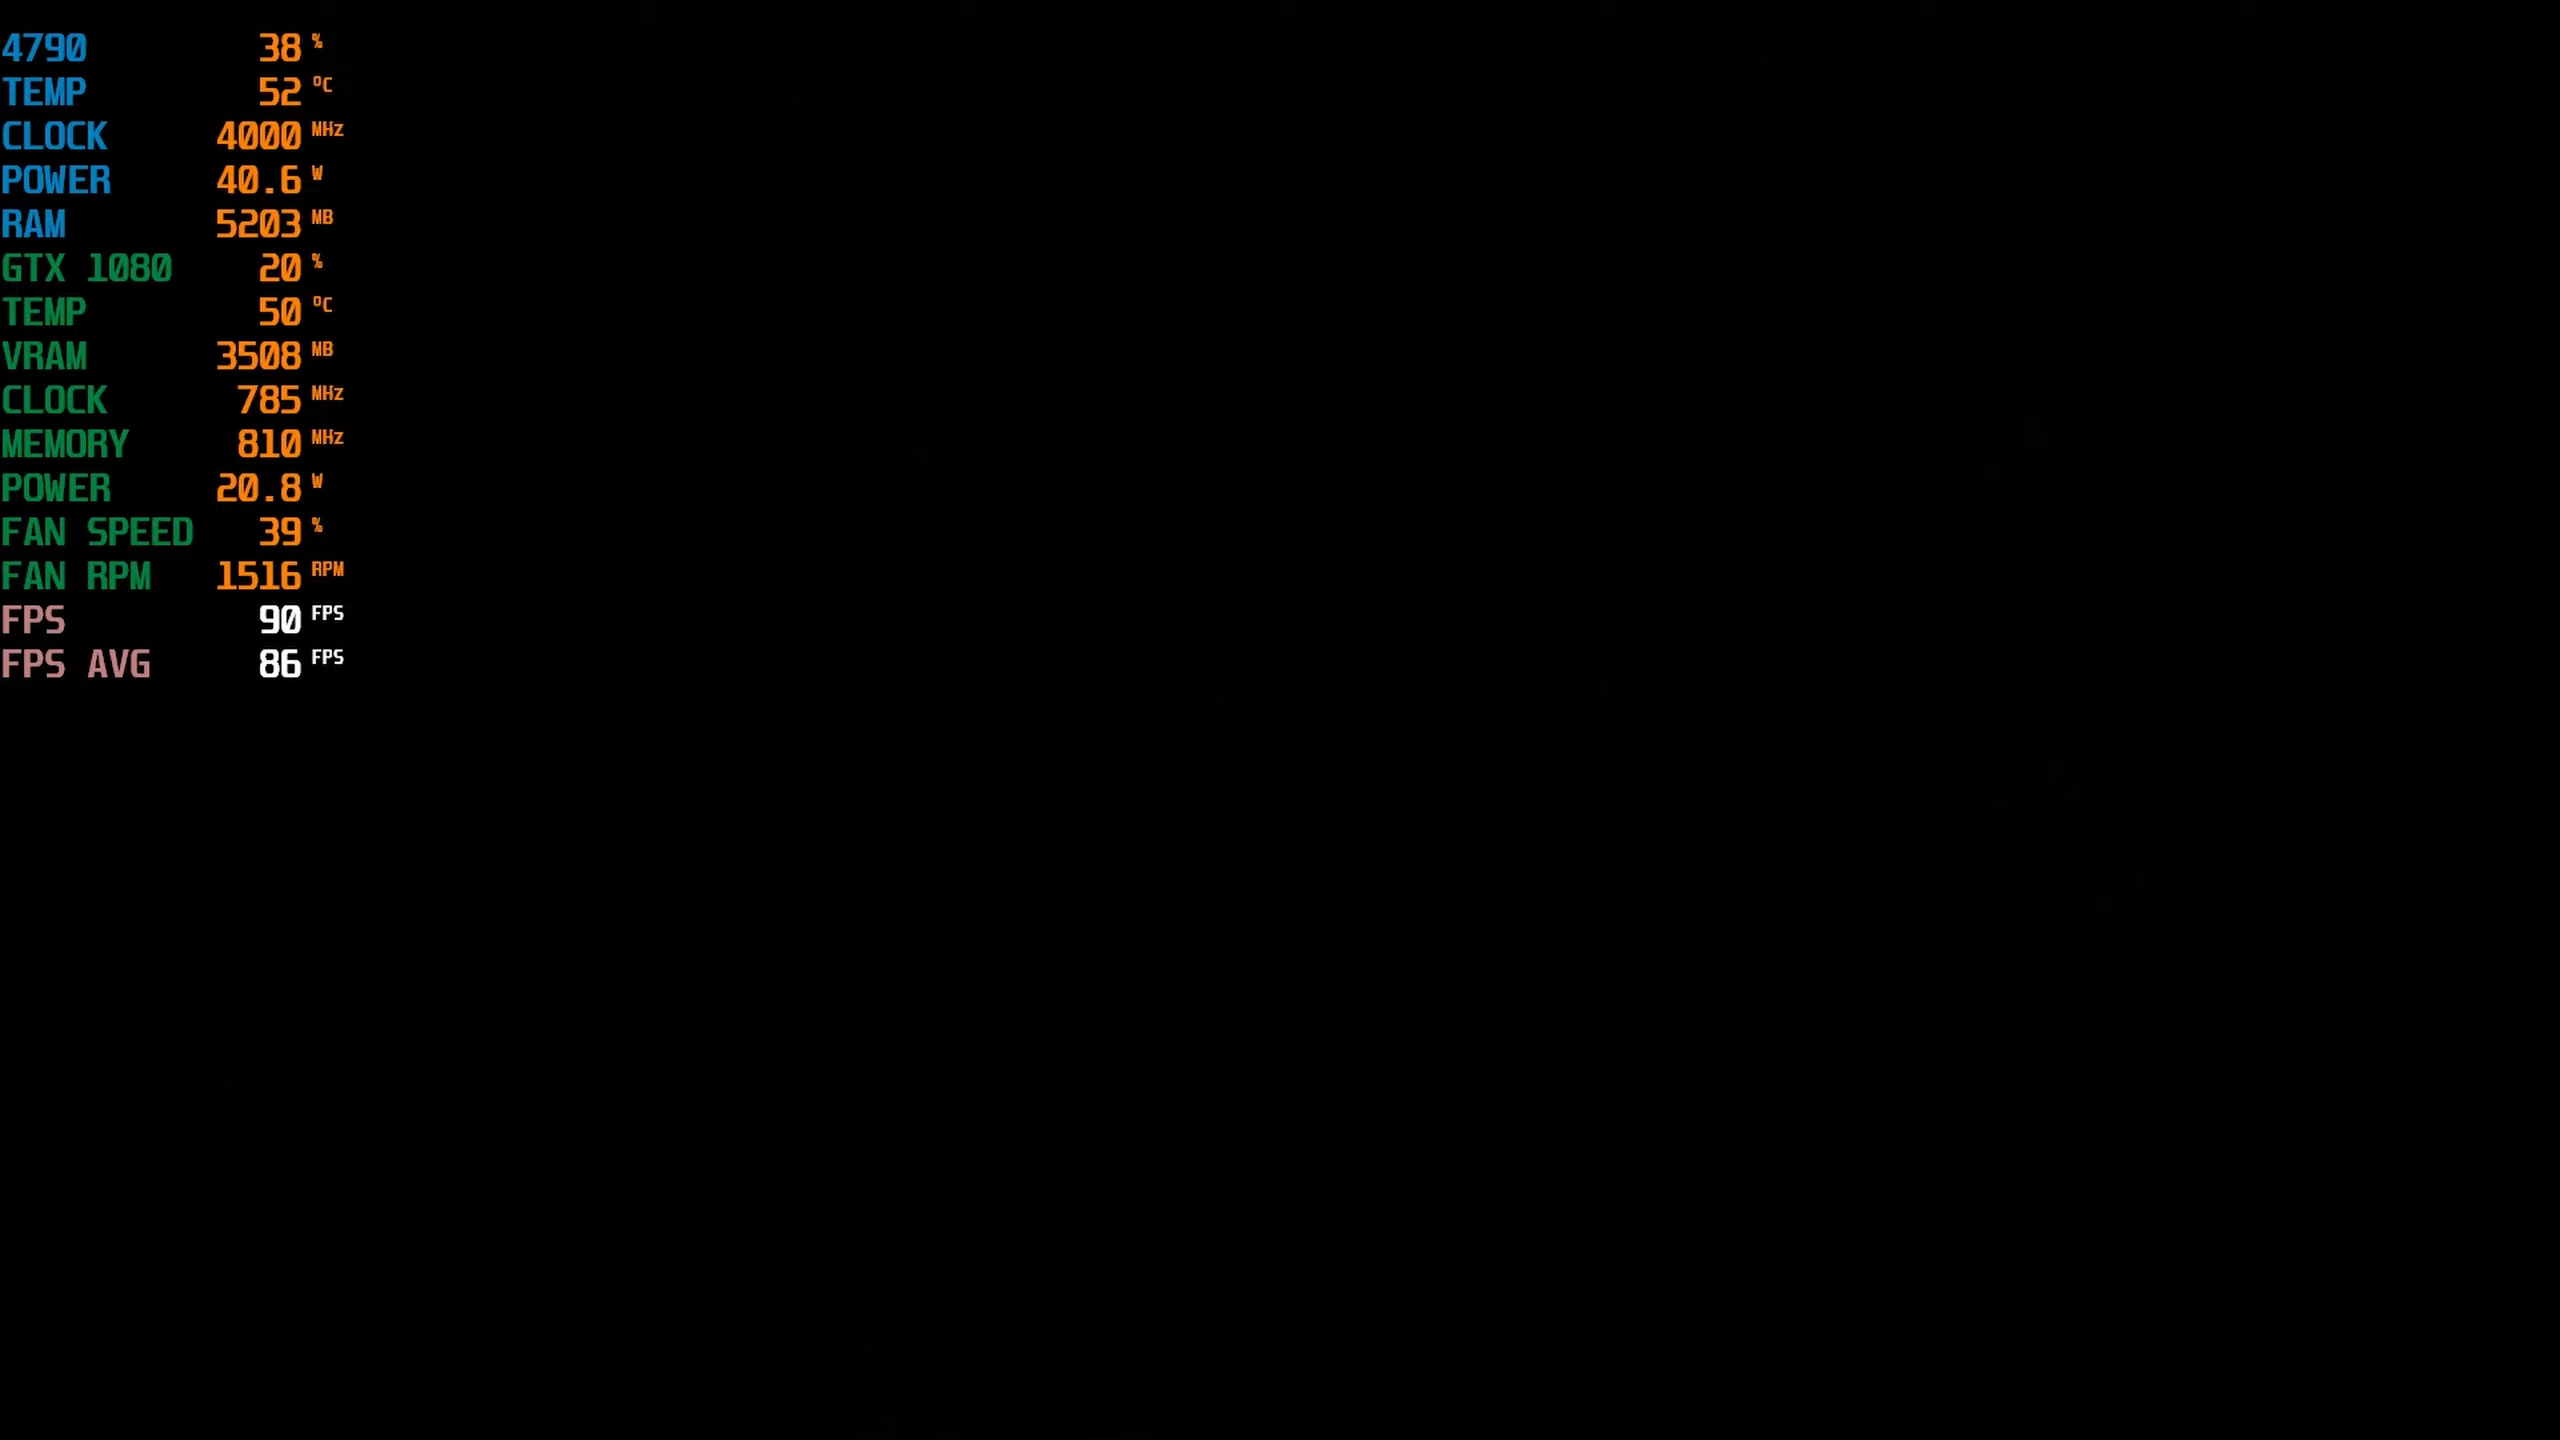 4790 38 %
TEMP 52 °C
CLOCK 4000 MHz
POWER 40.6 W
RAM 5203 MB
GTX 1080 20 %
TEMP 50 °C
VRAM 3508 MB
CLOCK 785 MHz
MEMORY 810 MHz
POWER 20.8 W
FAN SPEED 39 %
FAN RPM 1516 RPM
FPS 90 FPS
FPS AVG 86 FPS